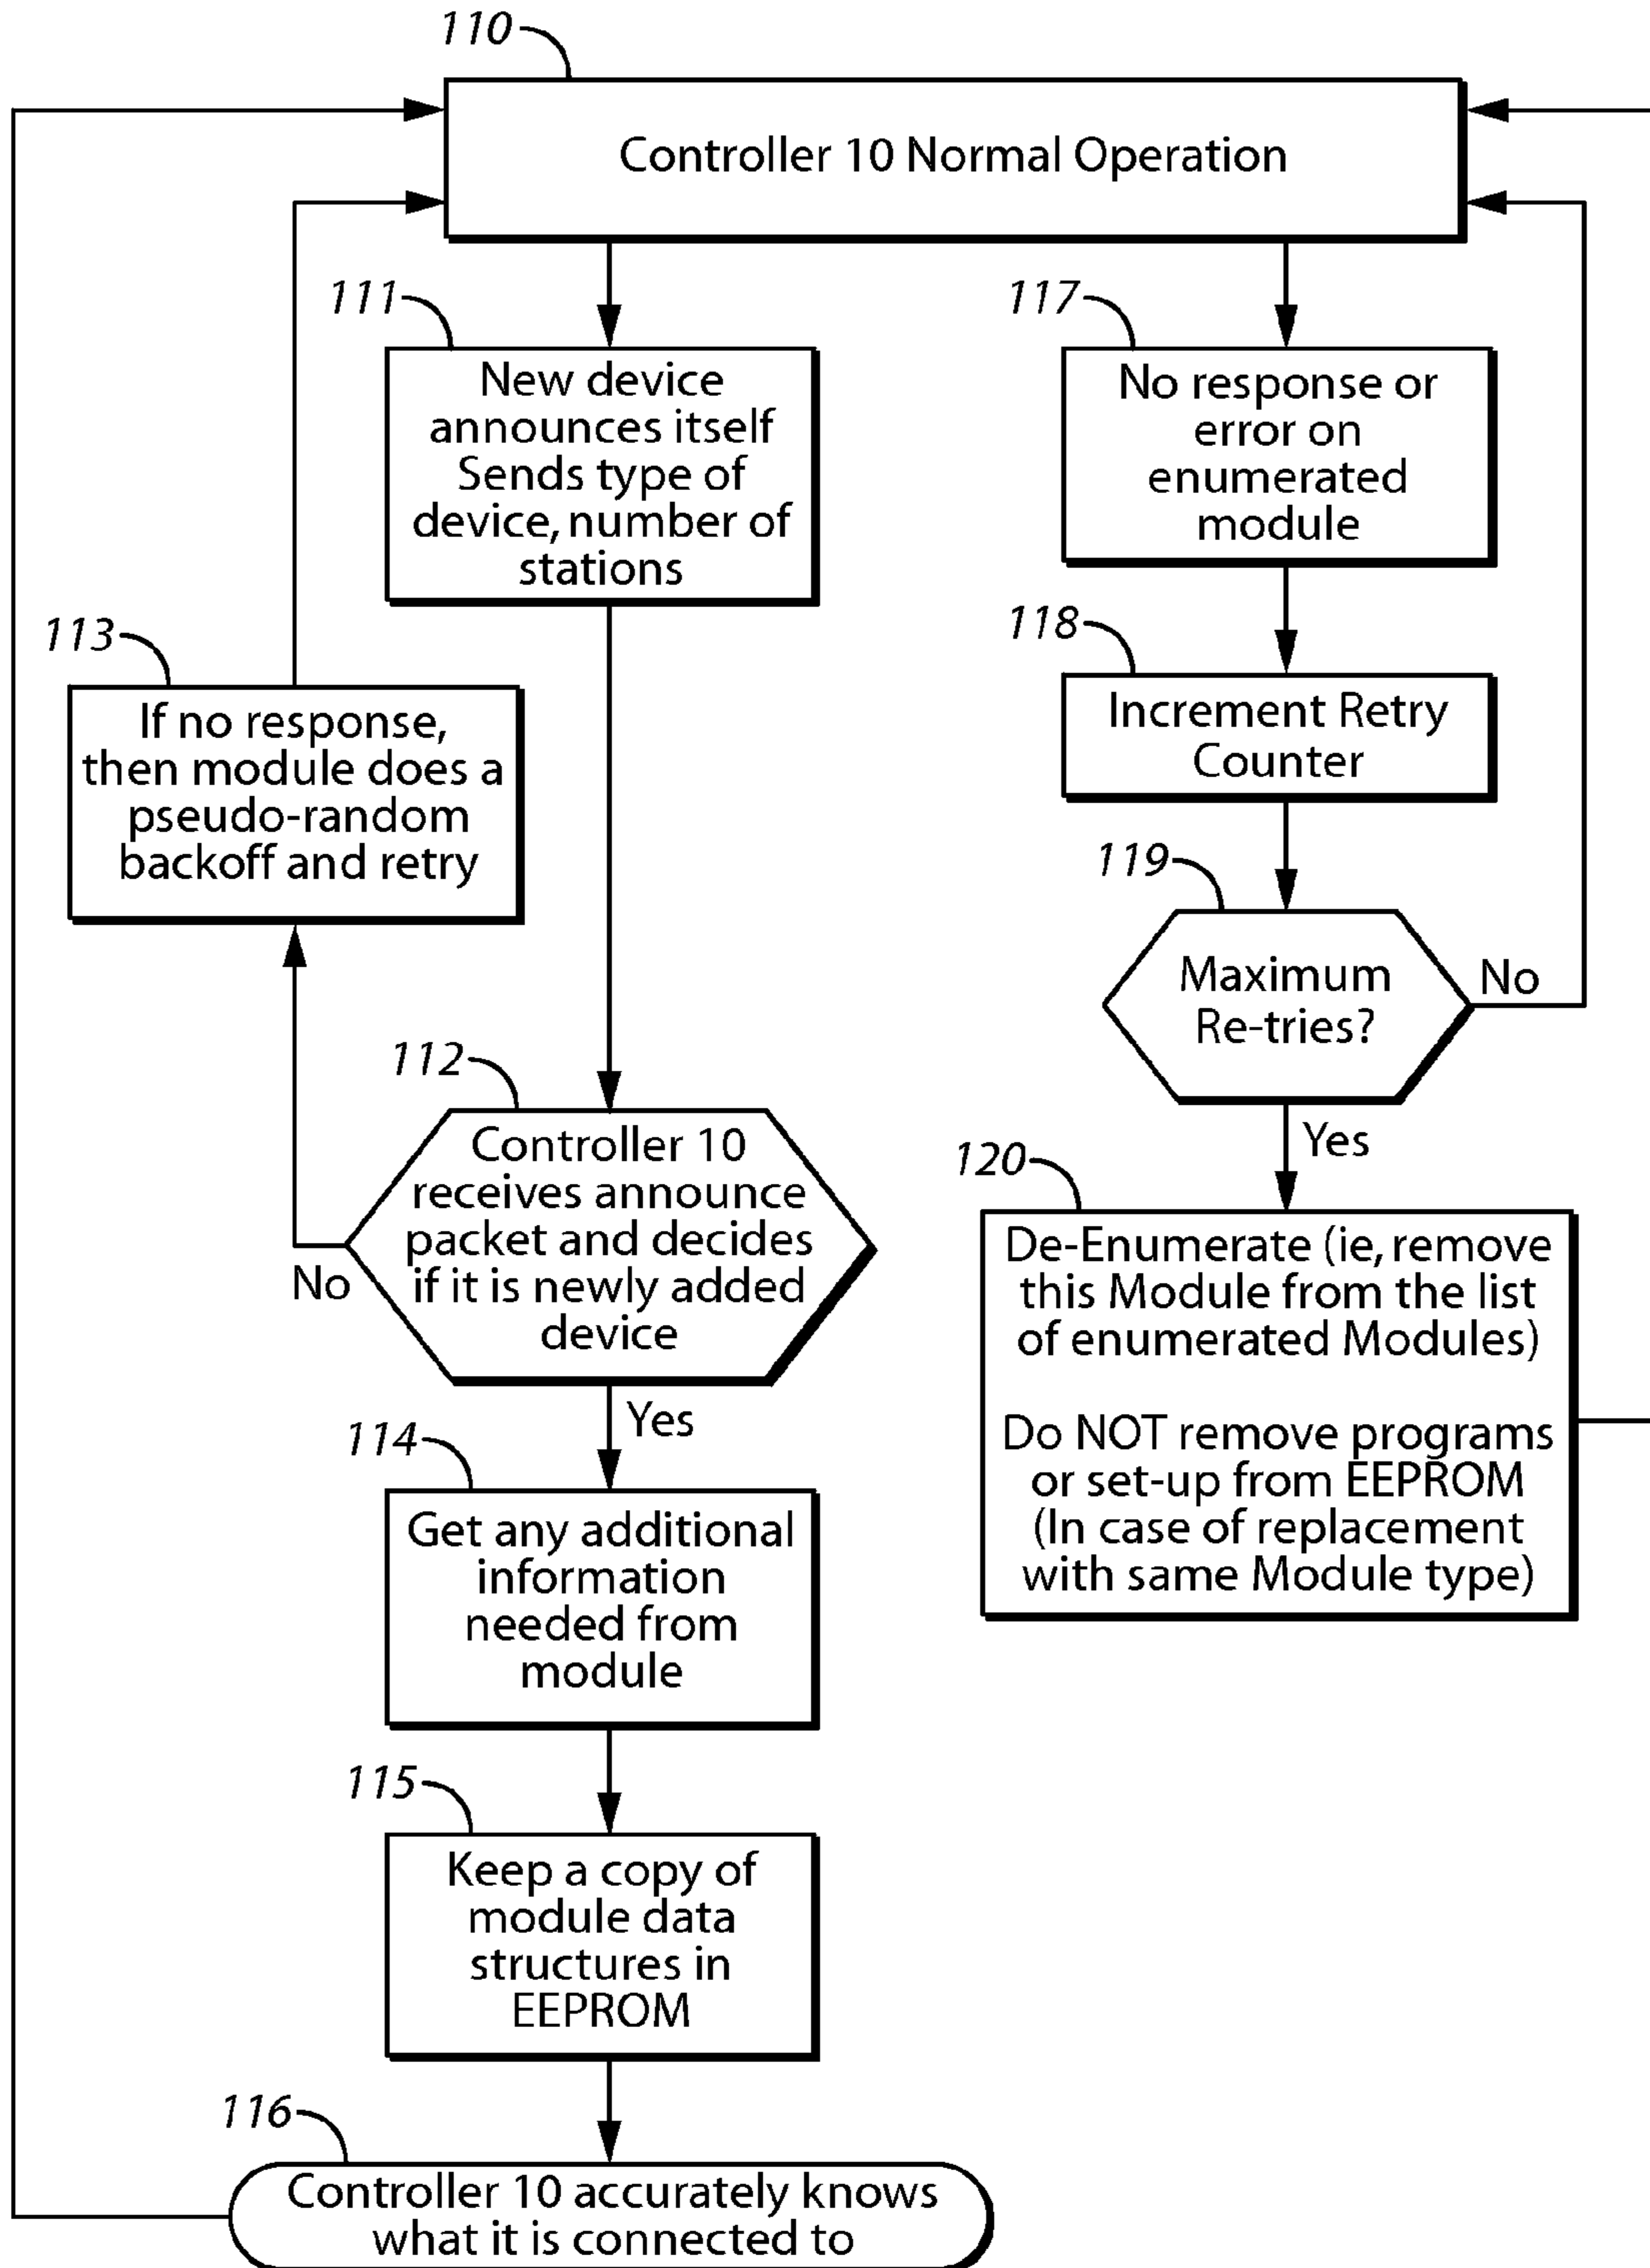 110
Controller 10 Normal Operation
111
New device
announces itself
Sends type of
device, number of
stations
113
If no response,
then module does a
pseudo-random
backoff and retry
112
Controller 10
receives announce
packet and decides
if it is newly added
device
No
Yes
114
Get any additional
information
needed from
module
115
Keep a copy of
module data
structures in
EEPROM
116
Controller 10 accurately knows
what it is connected to
117
No response or
error on
enumerated
module
118
Increment Retry
Counter
119
Maximum
Re-tries?
No
Yes
120
De-Enumerate (ie, remove
this Module from the list
of enumerated Modules)
Do NOT remove programs
or set-up from EEPROM
(In case of replacement
with same Module type)